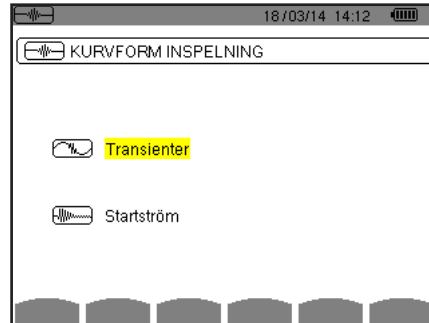 18/03/14 14:12
KURVFORM INSPELNING
Transienter
Startström